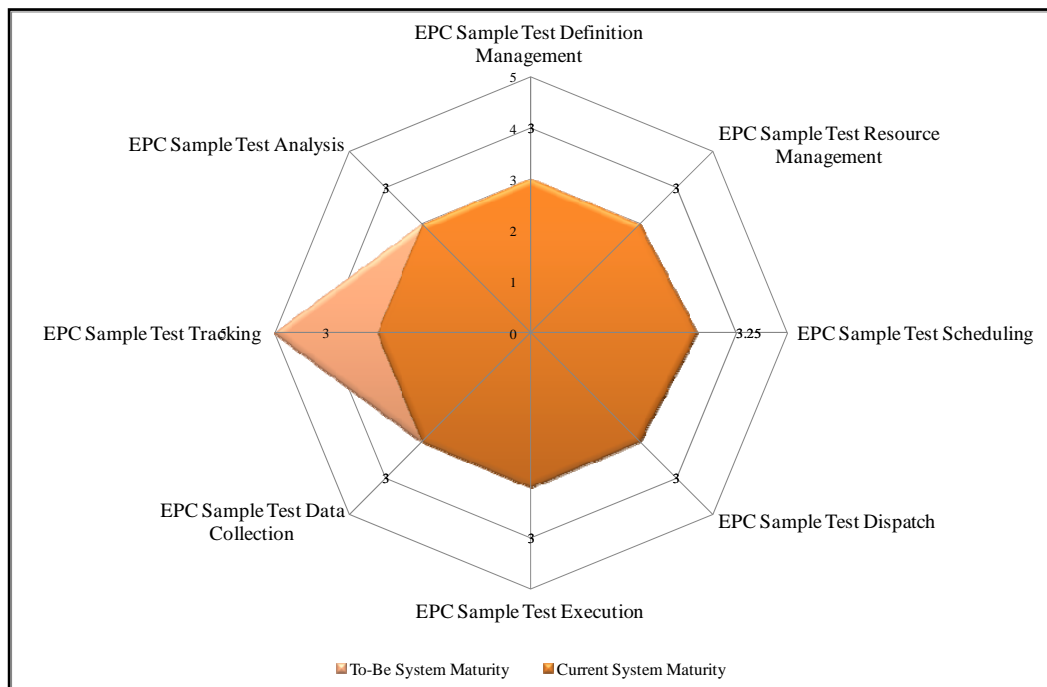 EPC Sample Test Definition
Management
5
4
3
3
EPC Sample Test Resource
Management
EPC Sample Test Analysis
3
3
2
1
0
EPC Sample Test Tracking
5
3
3.25
EPC Sample Test Scheduling
3
3
EPC Sample Test Data
Collection
EPC Sample Test Dispatch
3
EPC Sample Test Execution
To-Be System Maturity
Current System Maturity